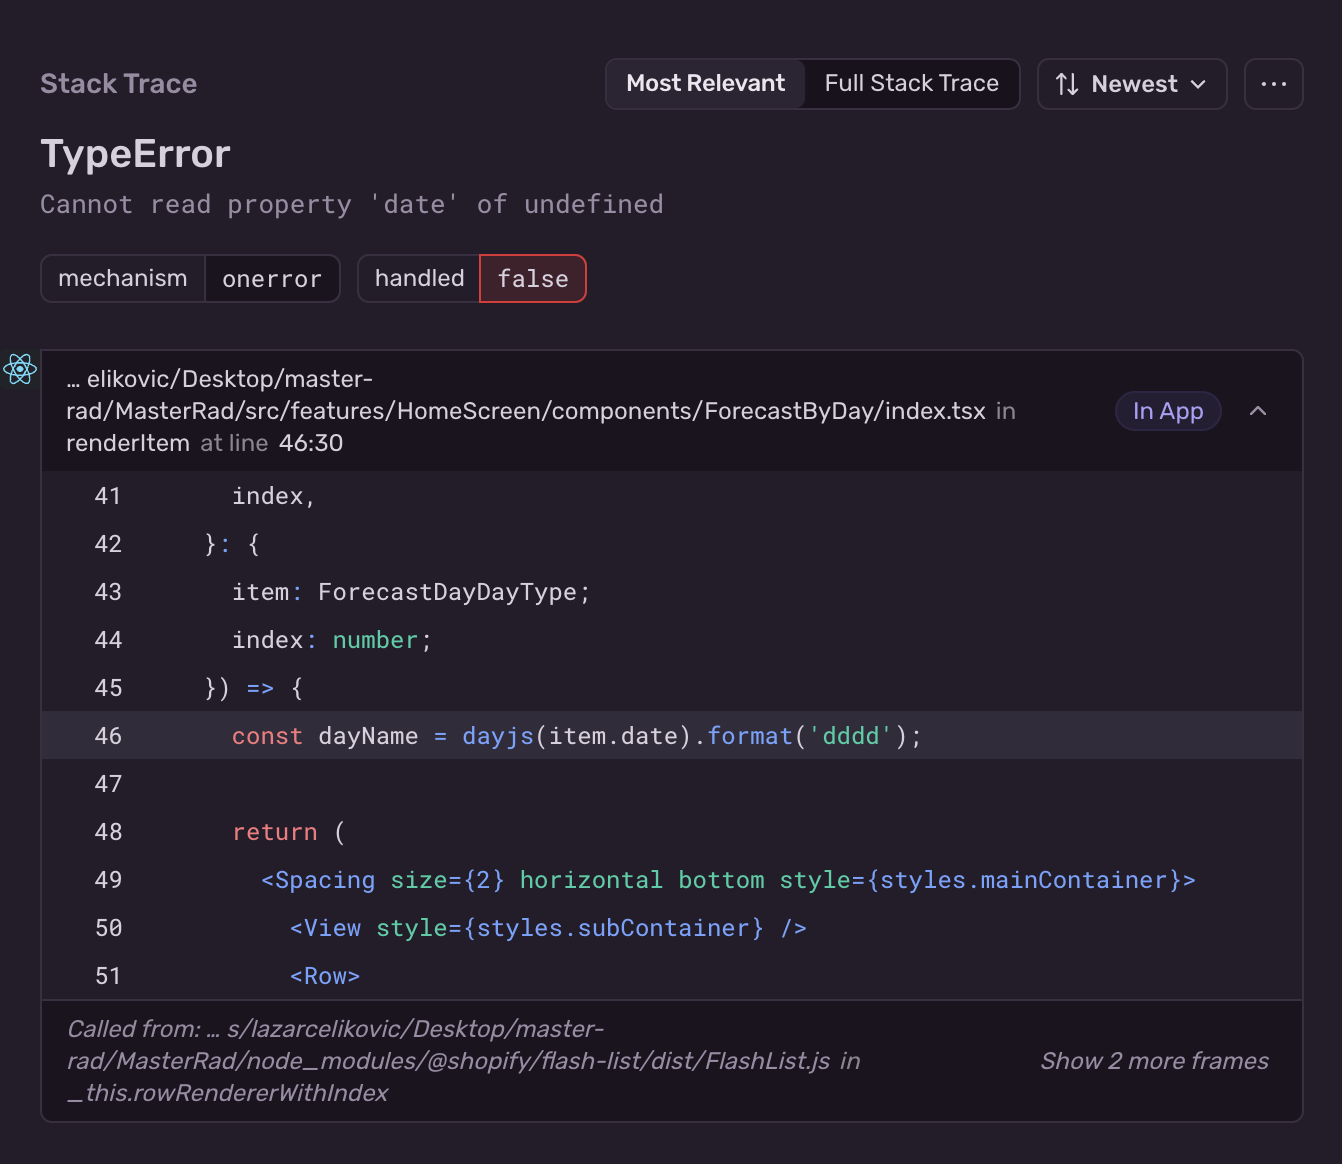 Stack Trace
Most Relevant
Full Stack Trace
Newest
...
TypeError
Cannot read property 'date' of undefined
mechanism onerror handled false
… elikovic/Desktop/master-
rad/MasterRad/src/features/HomeScreen/components/ForecastByDay/index.tsx in
renderItem at line 46:30
In App
41 index,
42 }: {
43 item: ForecastDayDayType;
44 index: number;
45 }) => {
46 const dayName = dayjs(item.date).format('dddd');
47
48 return (
49 <Spacing size={2} horizontal bottom style={styles.mainContainer}>
50 <View style={styles.subContainer} />
51 <Row>
Called from: … s/lazarcelikovic/Desktop/master-
rad/MasterRad/node_modules/@shopify/flash-list/dist/FlashList.js in
_this.rowRendererWithIndex
Show 2 more frames